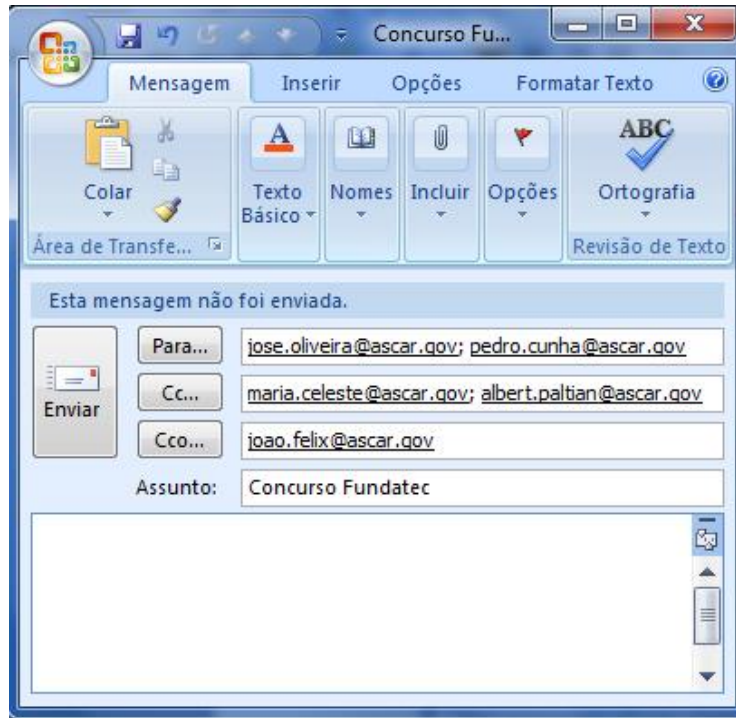 Concurso Fu...
Mensagem Inserir Opções Formatar Texto
ABC
Colar Texto Básico Nomes Incluir Opções Ortografia
Área de Transfe... Revisão de Texto
Esta mensagem não foi enviada.
Enviar
Para... jose.oliveira@ascar.gov; pedro.cunha@ascar.gov
Cc... maria.celeste@ascar.gov; albert.paltian@ascar.gov
Cco... joao.felix@ascar.gov
Assunto: Concurso Fundatec